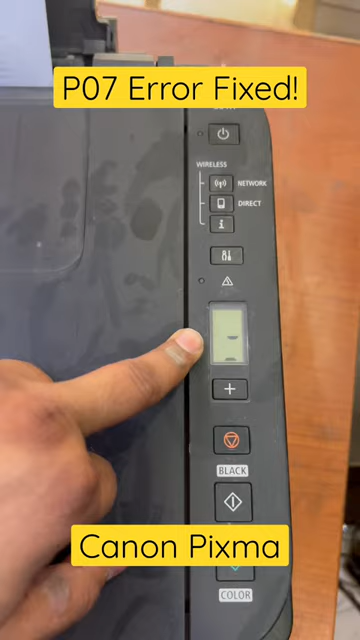 P07 Error Fixed!
WIRELESS
NETWORK
DIRECT
BLACK
Canon Pixma
COLOR